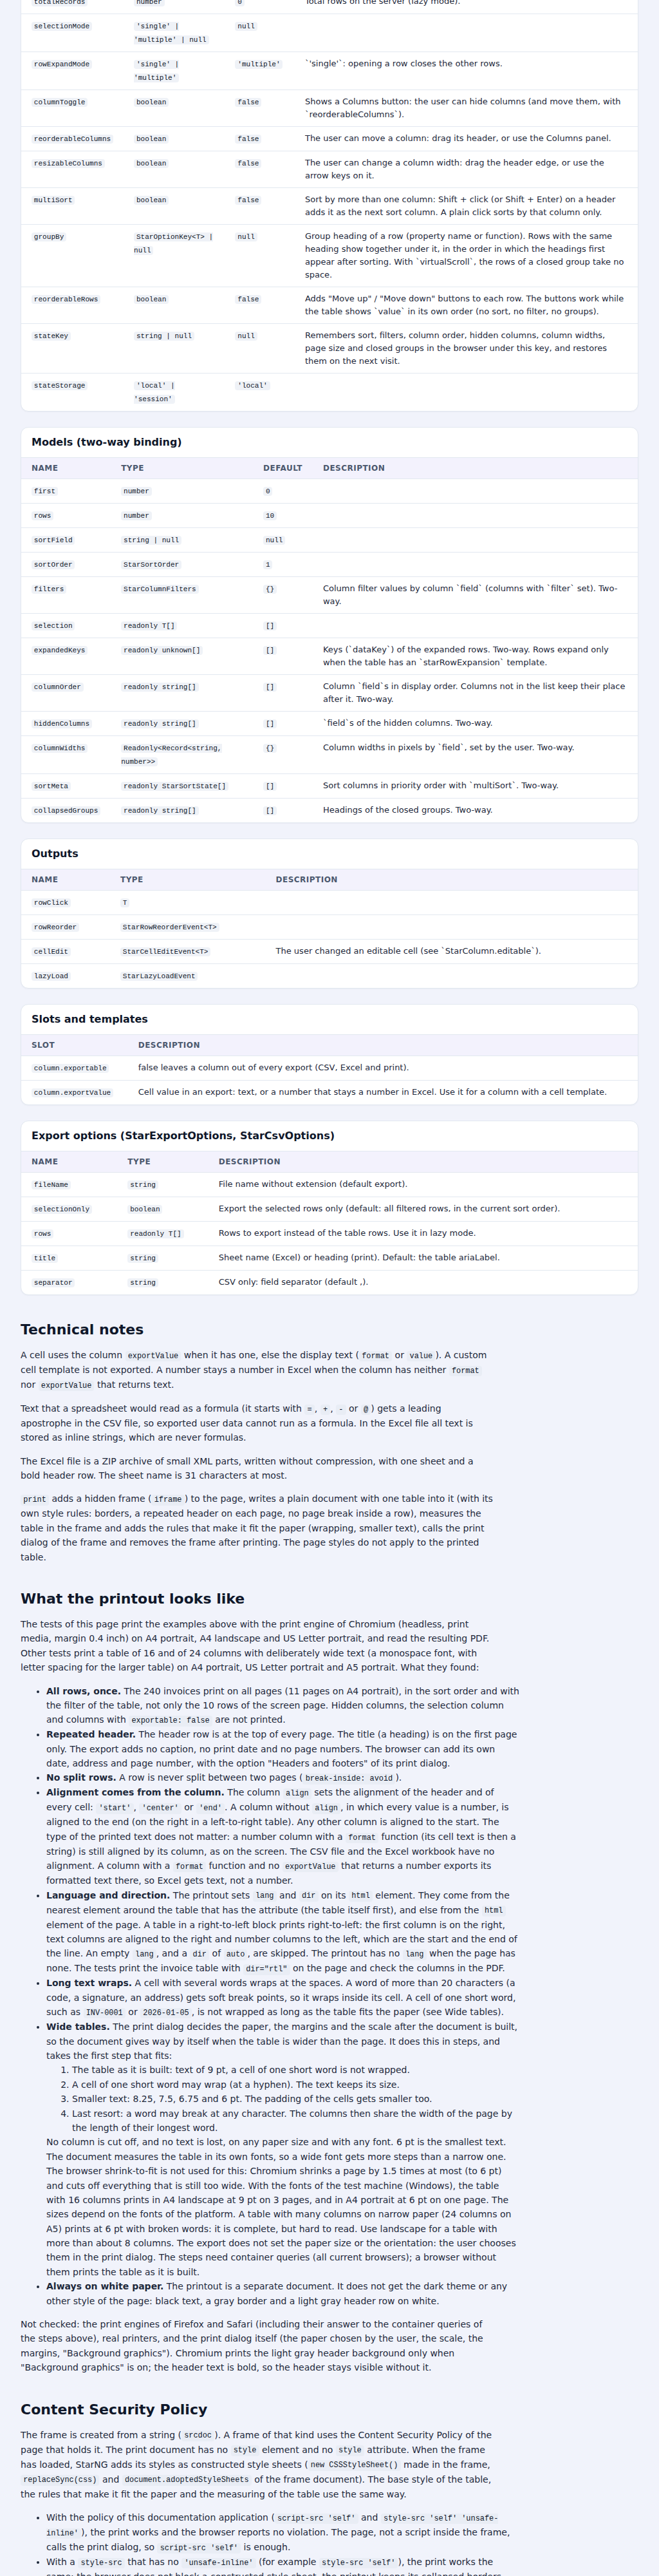 totalRecords number 0 Total rows on the server (lazy mode).
selectionMode 'single' | null
'multiple' | null
rowExpandMode 'single' | 'multiple' `'single'`: opening a row closes the other rows.
'multiple'
columnToggle boolean false Shows a Columns button: the user can hide columns (and move them, with
`reorderableColumns`).
reorderableColumns boolean false The user can move a column: drag its header, or use the Columns panel.
resizableColumns boolean false The user can change a column width: drag the header edge, or use the
arrow keys on it.
multiSort boolean false Sort by more than one column: Shift + click (or Shift + Enter) on a header
adds it as the next sort column. A plain click sorts by that column only.
groupBy StarOptionKey<T> | null Group heading of a row (property name or function). Rows with the same
null heading show together under it, in the order in which the headings first
appear after sorting. With `virtualScroll`, the rows of a closed group take no
space.
reorderableRows boolean false Adds "Move up" / "Move down" buttons to each row. The buttons work while
the table shows `value` in its own order (no sort, no filter, no groups).
stateKey string | null null Remembers sort, filters, column order, hidden columns, column widths,
page size and closed groups in the browser under this key, and restores
them on the next visit.
stateStorage 'local' | 'local'
'session'
Models (two-way binding)
NAME TYPE DEFAULT DESCRIPTION
first number 0
rows number 10
sortField string | null null
sortOrder StarSortOrder 1
filters StarColumnFilters {} Column filter values by column `field` (columns with `filter` set). Two-
way.
selection readonly T[] []
expandedKeys readonly unknown[] [] Keys (`dataKey`) of the expanded rows. Two-way. Rows expand only
when the table has an `starRowExpansion` template.
columnOrder readonly string[] [] Column `field`s in display order. Columns not in the list keep their place
after it. Two-way.
hiddenColumns readonly string[] [] `field`s of the hidden columns. Two-way.
columnWidths Readonly<Record<string, {} Column widths in pixels by `field`, set by the user. Two-way.
number>>
sortMeta readonly StarSortState[] [] Sort columns in priority order with `multiSort`. Two-way.
collapsedGroups readonly string[] [] Headings of the closed groups. Two-way.
Outputs
NAME TYPE DESCRIPTION
rowClick T
rowReorder StarRowReorderEvent<T>
cellEdit StarCellEditEvent<T> The user changed an editable cell (see `StarColumn.editable`).
lazyLoad StarLazyLoadEvent
Slots and templates
SLOT DESCRIPTION
column.exportable false leaves a column out of every export (CSV, Excel and print).
column.exportValue Cell value in an export: text, or a number that stays a number in Excel. Use it for a column with a cell template.
Export options (StarExportOptions, StarCsvOptions)
NAME TYPE DESCRIPTION
fileName string File name without extension (default export).
selectionOnly boolean Export the selected rows only (default: all filtered rows, in the current sort order).
rows readonly T[] Rows to export instead of the table rows. Use it in lazy mode.
title string Sheet name (Excel) or heading (print). Default: the table ariaLabel.
separator string CSV only: field separator (default ,).
Technical notes
A cell uses the column exportValue when it has one, else the display text ( format or value ). A custom
cell template is not exported. A number stays a number in Excel when the column has neither format
nor exportValue that returns text.
Text that a spreadsheet would read as a formula (it starts with = , + , - or @ ) gets a leading
apostrophe in the CSV file, so exported user data cannot run as a formula. In the Excel file all text is
stored as inline strings, which are never formulas.
The Excel file is a ZIP archive of small XML parts, written without compression, with one sheet and a
bold header row. The sheet name is 31 characters at most.
print adds a hidden frame ( iframe ) to the page, writes a plain document with one table into it (with its
own style rules: borders, a repeated header on each page, no page break inside a row), measures the
table in the frame and adds the rules that make it fit the paper (wrapping, smaller text), calls the print
dialog of the frame and removes the frame after printing. The page styles do not apply to the printed
table.
What the printout looks like
The tests of this page print the examples above with the print engine of Chromium (headless, print
media, margin 0.4 inch) on A4 portrait, A4 landscape and US Letter portrait, and read the resulting PDF.
Other tests print a table of 16 and of 24 columns with deliberately wide text (a monospace font, with
letter spacing for the larger table) on A4 portrait, US Letter portrait and A5 portrait. What they found:
• All rows, once. The 240 invoices print on all pages (11 pages on A4 portrait), in the sort order and with
the filter of the table, not only the 10 rows of the screen page. Hidden columns, the selection column
and columns with exportable: false are not printed.
• Repeated header. The header row is at the top of every page. The title (a heading) is on the first page
only. The export adds no caption, no print date and no page numbers. The browser can add its own
date, address and page number, with the option "Headers and footers" of its print dialog.
• No split rows. A row is never split between two pages ( break-inside: avoid ).
• Alignment comes from the column. The column align sets the alignment of the header and of
every cell: 'start' , 'center' or 'end' . A column without align , in which every value is a number, is
aligned to the end (on the right in a left-to-right table). Any other column is aligned to the start. The
type of the printed text does not matter: a number column with a format function (its cell text is then a
string) is still aligned by its column, as on the screen. The CSV file and the Excel workbook have no
alignment. A column with a format function and no exportValue that returns a number exports its
formatted text there, so Excel gets text, not a number.
• Language and direction. The printout sets lang and dir on its html element. They come from the
nearest element around the table that has the attribute (the table itself first), and else from the html
element of the page. A table in a right-to-left block prints right-to-left: the first column is on the right,
text columns are aligned to the right and number columns to the left, which are the start and the end of
the line. An empty lang , and a dir of auto , are skipped. The printout has no lang when the page has
none. The tests print the invoice table with dir="rtl" on the page and check the columns in the PDF.
• Long text wraps. A cell with several words wraps at the spaces. A word of more than 20 characters (a
code, a signature, an address) gets soft break points, so it wraps inside its cell. A cell of one short word,
such as INV-0001 or 2026-01-05 , is not wrapped as long as the table fits the paper (see Wide tables).
• Wide tables. The print dialog decides the paper, the margins and the scale after the document is built,
so the document gives way by itself when the table is wider than the page. It does this in steps, and
takes the first step that fits:
1. The table as it is built: text of 9 pt, a cell of one short word is not wrapped.
2. A cell of one short word may wrap (at a hyphen). The text keeps its size.
3. Smaller text: 8.25, 7.5, 6.75 and 6 pt. The padding of the cells gets smaller too.
4. Last resort: a word may break at any character. The columns then share the width of the page by
the length of their longest word.
No column is cut off, and no text is lost, on any paper size and with any font. 6 pt is the smallest text.
The document measures the table in its own fonts, so a wide font gets more steps than a narrow one.
The browser shrink-to-fit is not used for this: Chromium shrinks a page by 1.5 times at most (to 6 pt)
and cuts off everything that is still too wide. With the fonts of the test machine (Windows), the table
with 16 columns prints in A4 landscape at 9 pt on 3 pages, and in A4 portrait at 6 pt on one page. The
sizes depend on the fonts of the platform. A table with many columns on narrow paper (24 columns on
A5) prints at 6 pt with broken words: it is complete, but hard to read. Use landscape for a table with
more than about 8 columns. The export does not set the paper size or the orientation: the user chooses
them in the print dialog. The steps need container queries (all current browsers); a browser without
them prints the table as it is built.
• Always on white paper. The printout is a separate document. It does not get the dark theme or any
other style of the page: black text, a gray border and a light gray header row on white.
Not checked: the print engines of Firefox and Safari (including their answer to the container queries of
the steps above), real printers, and the print dialog itself (the paper chosen by the user, the scale, the
margins, "Background graphics"). Chromium prints the light gray header background only when
"Background graphics" is on; the header text is bold, so the header stays visible without it.
Content Security Policy
The frame is created from a string ( srcdoc ). A frame of that kind uses the Content Security Policy of the
page that holds it. The print document has no style element and no style attribute. When the frame
has loaded, StarNG adds its styles as constructed style sheets ( new CSSStyleSheet() made in the frame,
replaceSync(css) and document.adoptedStyleSheets of the frame document). The base style of the table,
the rules that make it fit the paper and the measuring of the table use the same way.
• With the policy of this documentation application ( script-src 'self' and style-src 'self' 'unsafe-
inline' ), the print works and the browser reports no violation. The page, not a script inside the frame,
calls the print dialog, so script-src 'self' is enough.
• With a style-src that has no 'unsafe-inline' (for example style-src 'self' ), the print works the